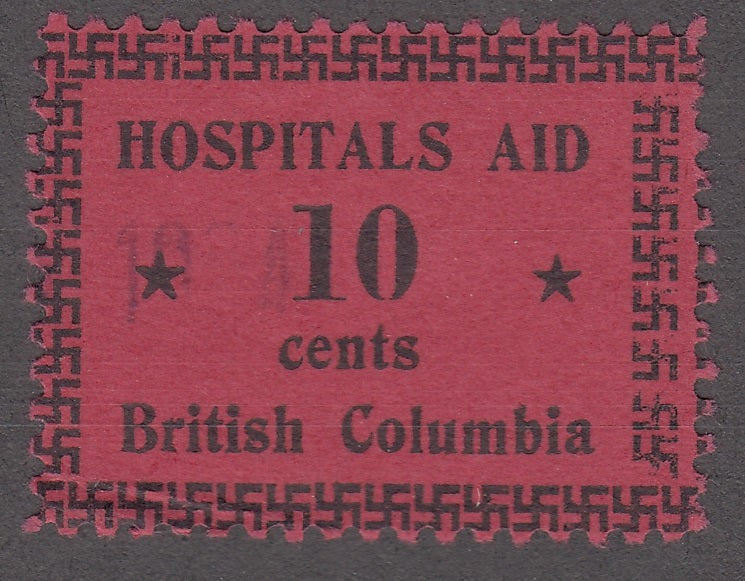 HOSPITALS AID
10
cents
British Columbia